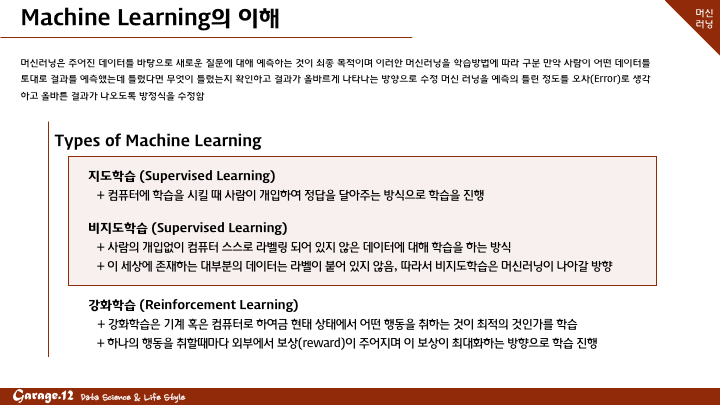 Machine Learning의 이해
머신
러닝
머신러닝은 주어진 데이터를 바탕으로 새로운 질문에 대해 예측하는 것이 최종 목적이며 이러한 머신러닝을 학습방법에 따라 구분 만약 사람이 어떤 데이터를
토대로 결과를 예측했는데 틀렸다면 무엇이 틀렸는지 확인하고 결과가 올바르게 나타나는 방향으로 수정 머신 러닝을 예측의 틀린 정도를 오차(Error)로 생각
하고 올바른 결과가 나오도록 방정식을 수정함
Types of Machine Learning
지도학습 (Supervised Learning)
+ 컴퓨터에 학습을 시킬 때 사람이 개입하여 정답을 달아주는 방식으로 학습을 진행
비지도학습 (Supervised Learning)
+ 사람의 개입없이 컴퓨터 스스로 라벨링 되어 있지 않은 데이터에 대해 학습을 하는 방식
+ 이 세상에 존재하는 대부분의 데이터는 라벨이 붙어 있지 않음, 따라서 비지도학습은 머신러닝이 나아갈 방향
강화학습 (Reinforcement Learning)
+ 강화학습은 기계 혹은 컴퓨터로 하여금 현태 상태에서 어떤 행동을 취하는 것이 최적의 것인가를 학습
+ 하나의 행동을 취할때마다 외부에서 보상(reward)이 주어지며 이 보상이 최대화하는 방향으로 학습 진행
Garage.12 Data Science & Life Style